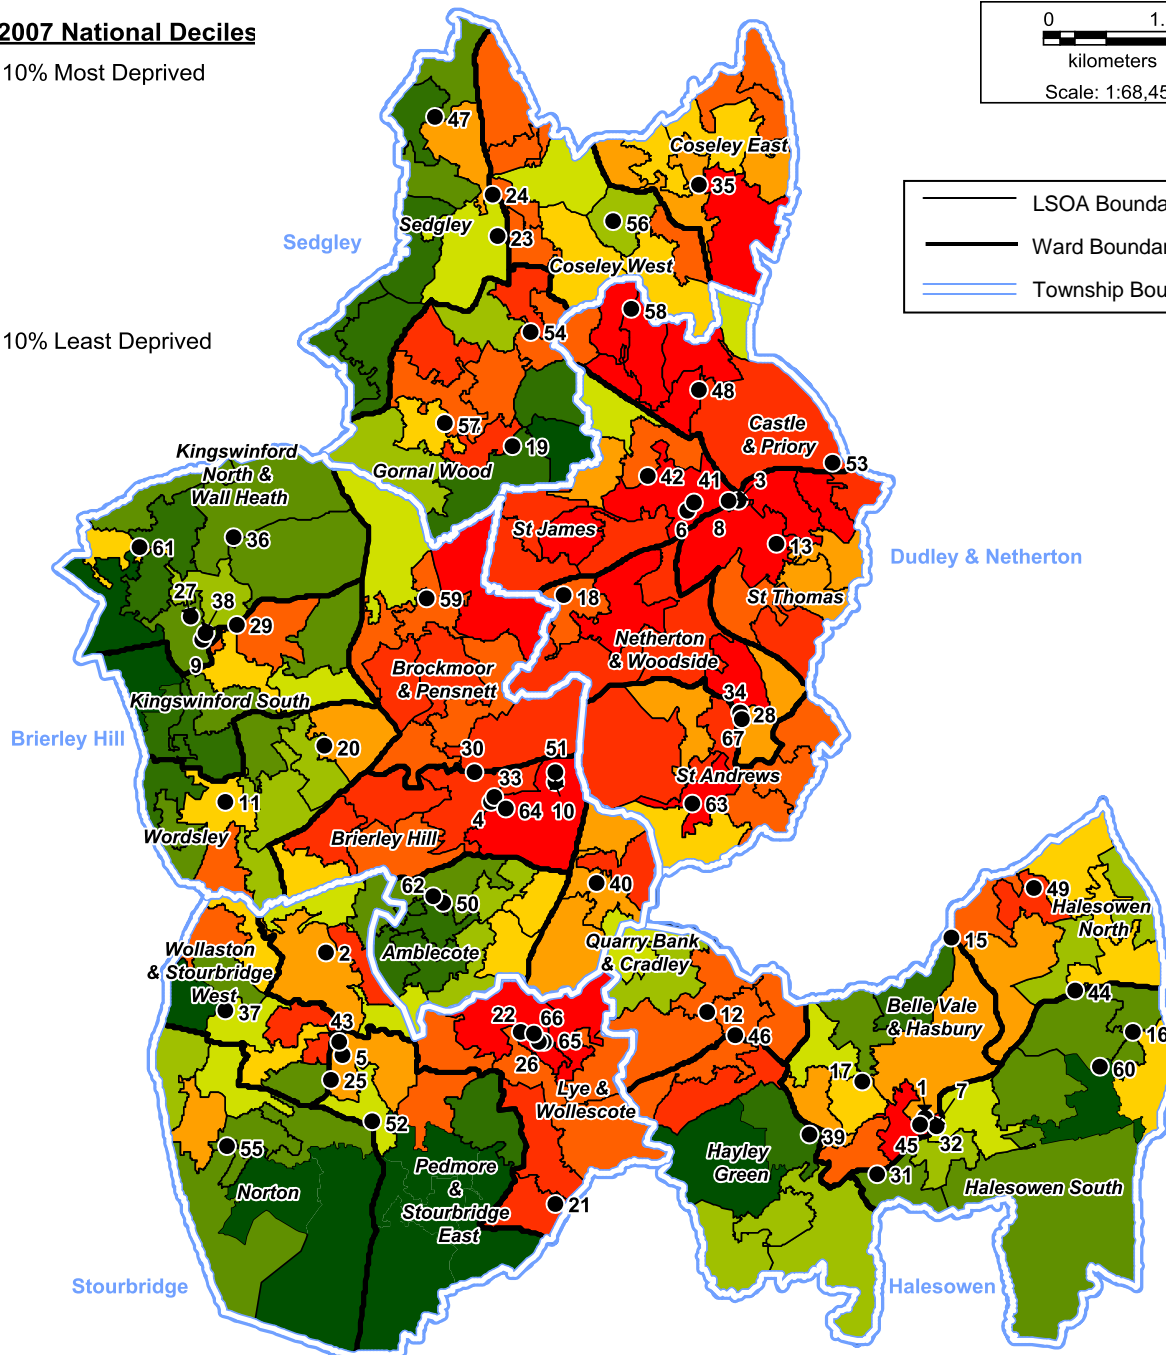 2007 National Deciles
10% Most Deprived
10% Least Deprived
0
1.
kilometers
Scale: 1:68,45
LSOA Bounda
Ward Boundar
Township Bou
47
Coseley East
35
24
Sedgley
23
56
Sedgley
Coseley West
58
54
48
57
19
Castle
& Priory
Kingswinford
North &
Wall Heath
Gornal Wood
53
42
41
3
36
St James
6
8
13
61
Dudley & Netherton
27
38
29
59
18
St Thomas
9
Netherton
& Woodside
Brockmoor
& Pensnett
Kingswinford South
34
28
67
Brierley Hill
20
30
51
33
St Andrews
11
4
64
10
63
Wordsley
Brierley Hill
62
50
40
49
Halesowen
North
Wollaston
& Stourbridge
West
2
Amblecote
Quarry Bank
& Cradley
15
44
37
Belle Vale
& Hasbury
43
5
22
66
65
26
12
46
16
60
25
17
1
7
Lye &
Wollescote
52
45
32
39
55
31
Hayley
Green
Norton
Pedmore
&
Stourbridge
East
21
Halesowen South
Stourbridge
Halesowen